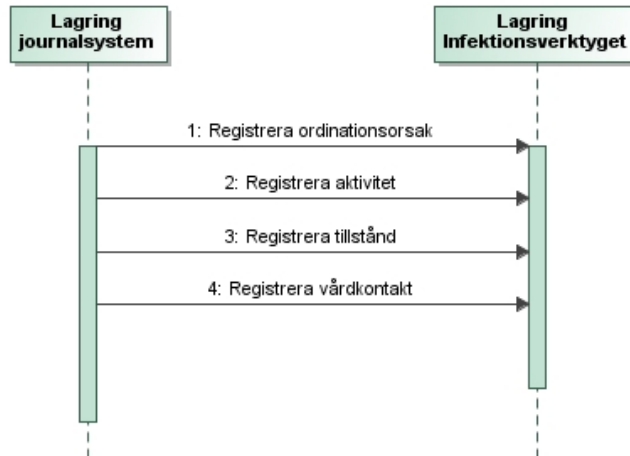 Lagring
journalsystem
Lagring
Infektionsverktyget
1: Registrera ordinationsorsak
2: Registrera aktivitet
3: Registrera tillstånd
4: Registrera vårdkontakt